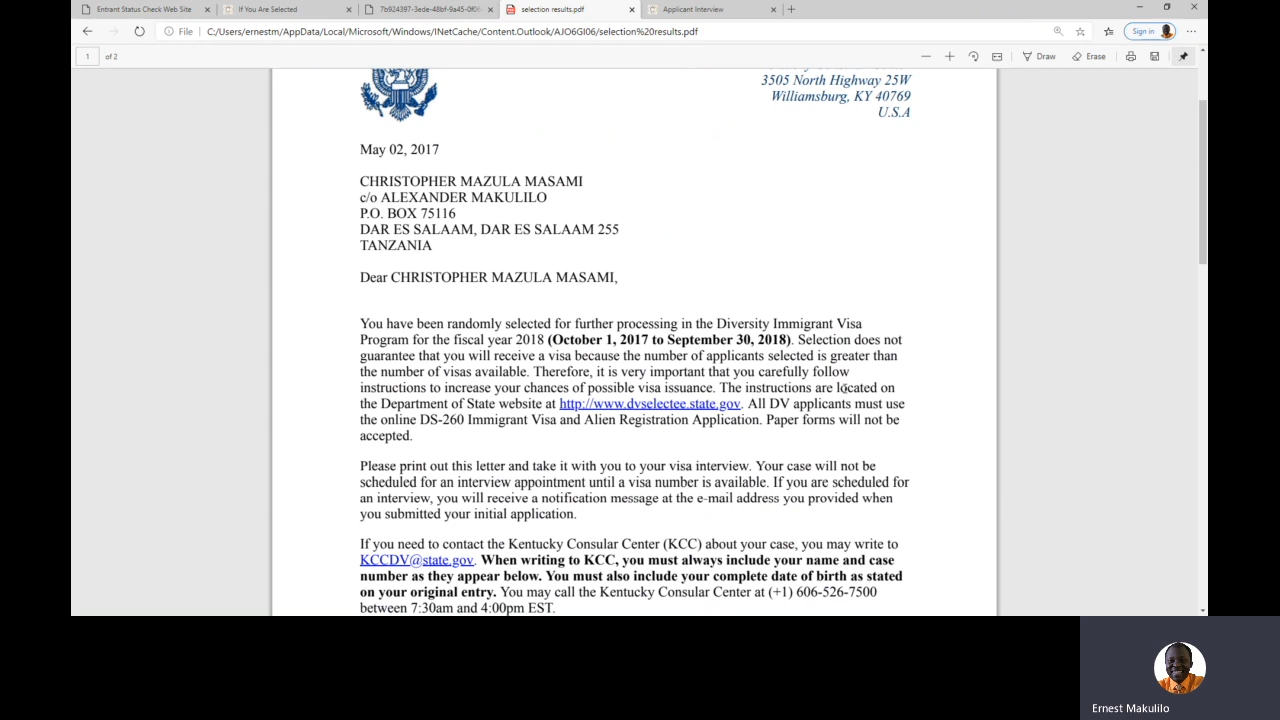 Entrant Status Check Web Site
If You Are Selected
7b924397-3ede-48bf-9a45-0f06
selection results.pdf
Applicant Interview
File
C:/Users/ernestm/AppData/Local/Microsoft/Windows/INetCache/Content.Outlook/AJO6GI06/selection%20results.pdf
Sign in
1 of 2
Draw
Erase
3505 North Highway 25W
Williamsburg, KY 40769
U.S.A
May 02, 2017
CHRISTOPHER MAZULA MASAMI
c/o ALEXANDER MAKULILO
P.O. BOX 75116
DAR ES SALAAM, DAR ES SALAAM 255
TANZANIA
Dear CHRISTOPHER MAZULA MASAMI,
You have been randomly selected for further processing in the Diversity Immigrant Visa
Program for the fiscal year 2018 (October 1, 2017 to September 30, 2018). Selection does not
guarantee that you will receive a visa because the number of applicants selected is greater than
the number of visas available. Therefore, it is very important that you carefully follow
instructions to increase your chances of possible visa issuance. The instructions are located on
the Department of State website at http://www.dvselectee.state.gov. All DV applicants must use
the online DS-260 Immigrant Visa and Alien Registration Application. Paper forms will not be
accepted.
Please print out this letter and take it with you to your visa interview. Your case will not be
scheduled for an interview appointment until a visa number is available. If you are scheduled for
an interview, you will receive a notification message at the e-mail address you provided when
you submitted your initial application.
If you need to contact the Kentucky Consular Center (KCC) about your case, you may write to
KCCDV@state.gov. When writing to KCC, you must always include your name and case
number as they appear below. You must also include your complete date of birth as stated
on your original entry. You may call the Kentucky Consular Center at (+1) 606-526-7500
between 7:30am and 4:00pm EST.
Ernest Makulilo